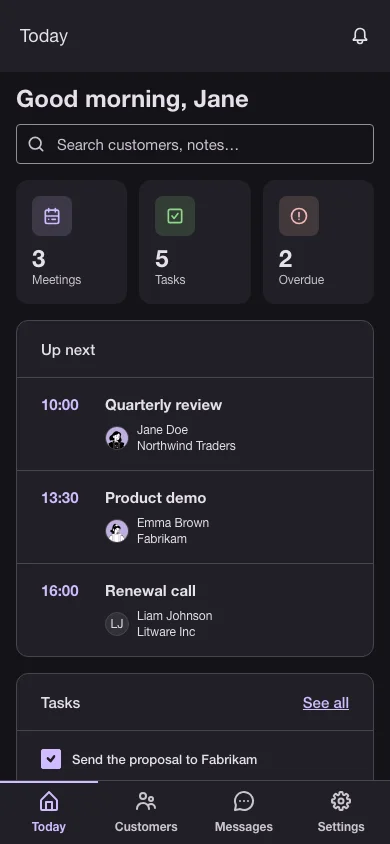 Today
Good morning, Jane
Search customers, notes…
3
Meetings
5
Tasks
2
Overdue
Up next
10:00
Quarterly review
Jane Doe
Northwind Traders
13:30
Product demo
Emma Brown
Fabrikam
16:00
Renewal call
LJ
Liam Johnson
Litware Inc
Tasks
See all
Send the proposal to Fabrikam
Today
Customers
Messages
Settings